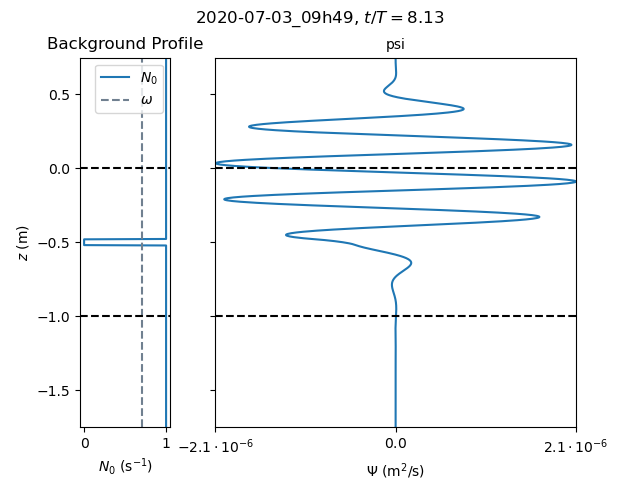 2020-07-03_09h49, t/T = 8.13
Background Profile
psi
N₀
ω
0.5
0.0
−0.5
−1.0
−1.5
z (m)
0
1
N₀ (s⁻¹)
−2.1 · 10⁻⁶
0.0
2.1 · 10⁻⁶
Ψ (m²/s)